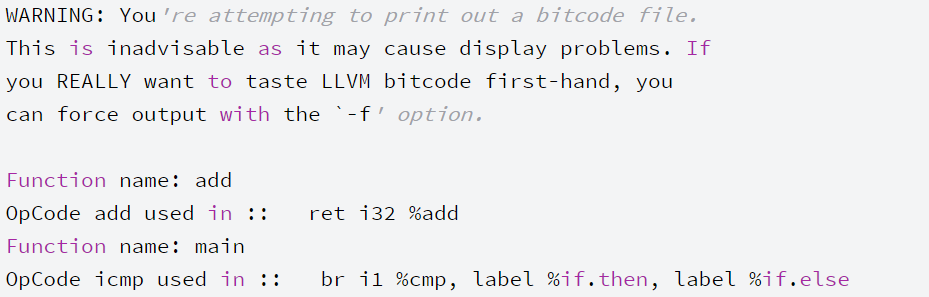 WARNING: You're attempting to print out a bitcode file.
This is inadvisable as it may cause display problems. If
you REALLY want to taste LLVM bitcode first-hand, you
can force output with the `-f' option.
Function name: add
OpCode add used in ::   ret i32 %add
Function name: main
OpCode icmp used in ::   br i1 %cmp, label %if.then, label %if.else